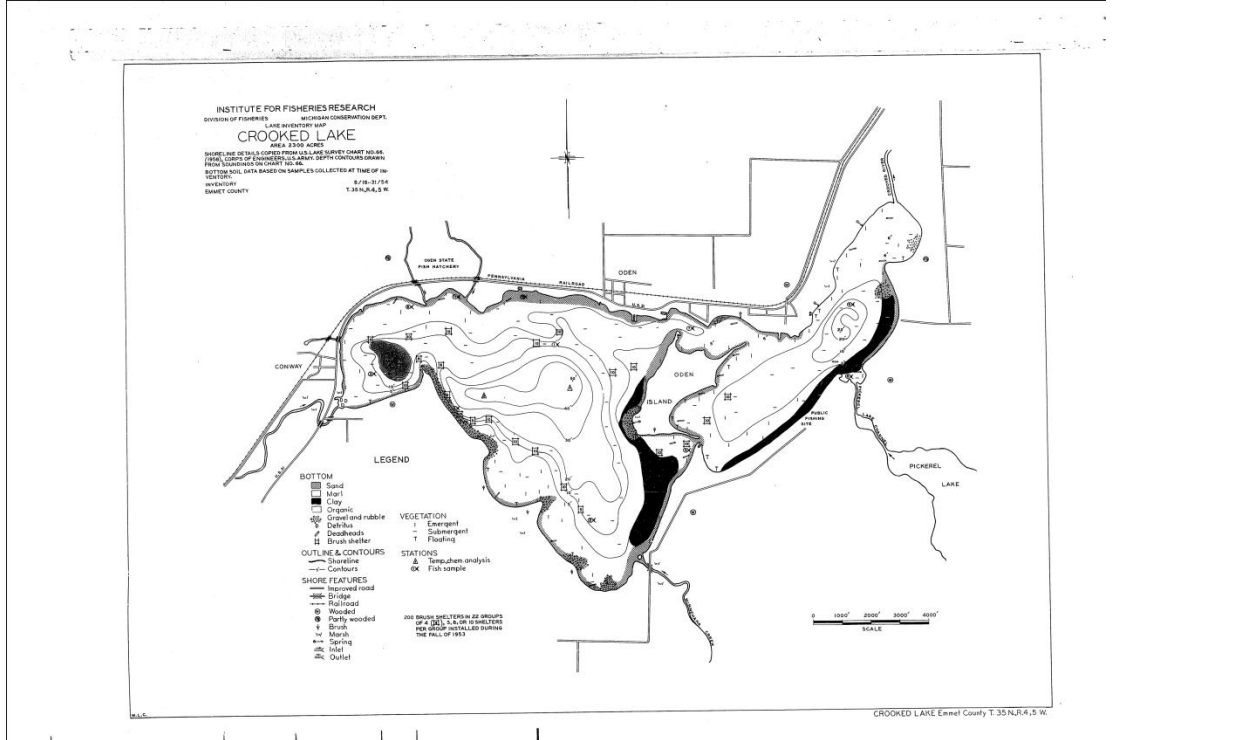 INSTITUTE FOR FISHERIES RESEARCH
DIVISION OF FISHERIES MICHIGAN CONSERVATION DEPT.
LAKE INVENTORY MAP
CROOKED LAKE
AREA 2300 ACRES
SHORELINE DETAILS COPIED FROM U.S. LAKE SURVEY CHART NO. 66.
(1958), CORPS OF ENGINEERS, U.S. ARMY. DEPTH CONTOURS DRAWN
FROM SOUNDINGS ON CHART NO. 66.
BOTTOM SOIL DATA BASED ON SAMPLES COLLECTED AT TIME OF IN-
VENTORY.
INVENTORY
EMMET COUNTY T. 35 N., R. 4, 5 W.
ODEN STATE
FISH HATCHERY
PENNSYLVANIA
RAILROAD
ODEN
U.S.31
CONWAY
ODEN
ISLAND
PUBLIC
FISHING
SITE
PICKEREL
LAKE
U.S.31
LEGEND
BOTTOM
Sand
Marl
Clay
Organic
Gravel and rubble
Detritus
Deadheads
Brush shelter
OUTLINE & CONTOURS
Shoreline
Contours
SHORE FEATURES
Improved road
Bridge
Railroad
Wooded
Partly wooded
Brush
Marsh
Spring
Inlet
Outlet
VEGETATION
Emergent
Submergent
Floating
STATIONS
Temp., chem. analysis
Fish sample
200 BRUSH SHELTERS IN 22 GROUPS
OF 4, 5, 8, OR 10 SHELTERS
PER GROUP INSTALLED DURING
THE FALL OF 1953
0 1000' 2000' 3000' 4000'
SCALE
W.L.C.
CROOKED LAKE Emmet County T. 35 N., R. 4, 5 W.